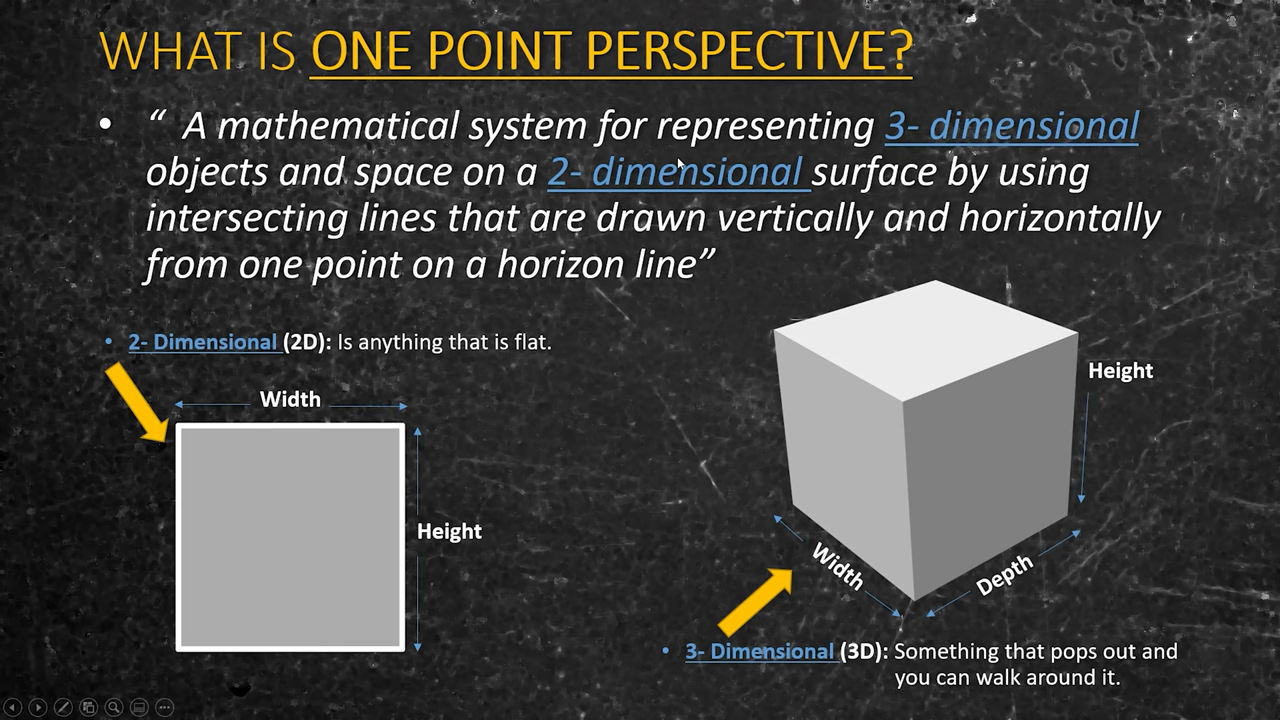 WHAT IS ONE POINT PERSPECTIVE?
• “ A mathematical system for representing 3- dimensional
objects and space on a 2- dimensional surface by using
intersecting lines that are drawn vertically and horizontally
from one point on a horizon line”
• 2- Dimensional (2D): Is anything that is flat.
Width
Height
Height
Width
Depth
• 3- Dimensional (3D): Something that pops out and
you can walk around it.